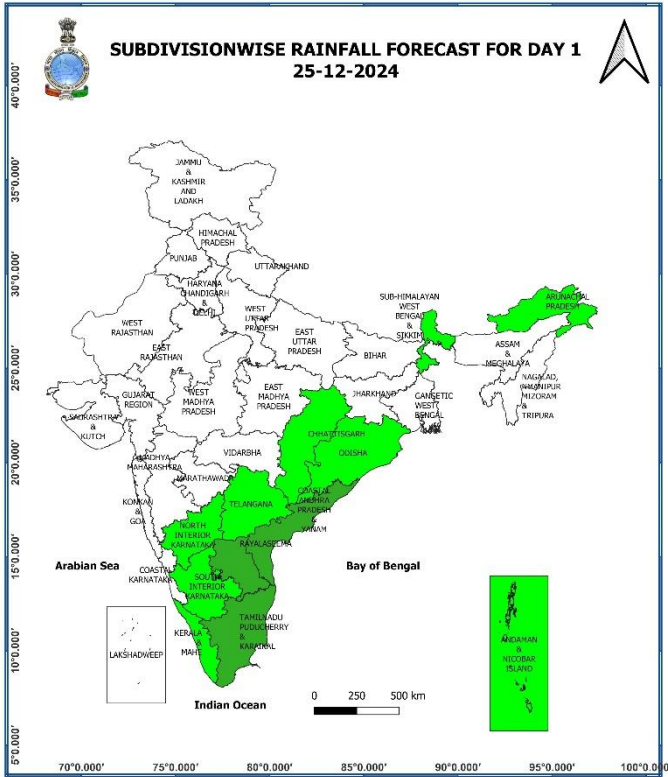 SUBDIVISIONWISE RAINFALL FORECAST FOR DAY 1
25-12-2024
40°0.000'
35°0.000'
30°0.000'
25°0.000'
20°0.000'
15°0.000'
10°0.000'
5°0.000'
JAMMU
&
KASHMIR
AND
LADAKH
HIMACHAL
PRADESH
PUNJAB
UTTARAKHAND
HARYANA
CHANDIGARH
&
DELHI
WEST
RAJASTHAN
EAST
RAJASTHAN
WEST
UTTAR
PRADESH
EAST
UTTAR
PRADESH
SUB-HIMALAYAN
WEST
BENGAL
&
SIKKIM
ARUNACHAL
PRADESH
ASSAM
&
MEGHALAYA
NAGALAD,
MANIPUR
MIZORAM
&
TRIPURA
BIHAR
JHARKHAND
GANGETIC
WEST
BENGAL
GUJARAT
REGION
SAURASHTRA
&
KUTCH
WEST
MADHYA
PRADESH
EAST
MADHYA
PRADESH
CHHATTISGARH
ODISHA
VIDARBHA
MADHYA
MAHARASHTRA
MARATHAWADA
KONKAN
&
GOA
TELANGANA
COASTAL
ANDHRA
PRADESH
&
YANAM
NORTH
INTERIOR
KARNATAKA
RAYALASEEMA
COASTAL
KARNATAKA
SOUTH
INTERIOR
KARNATAKA
TAMILNADU
PUDUCHERRY
&
KARAIKAL
KERALA
&
MAHE
LAKSHADWEEP
ANDAMAN
&
NICOBAR
ISLAND
Arabian Sea
Bay of Bengal
Indian Ocean
0 250 500 km
70°0.000' 75°0.000' 80°0.000' 85°0.000' 90°0.000' 95°0.000' 100°0.000